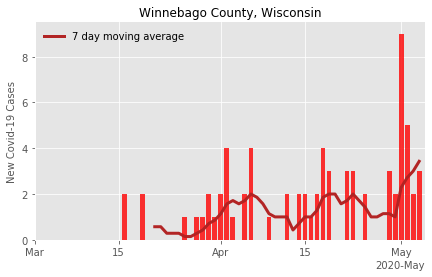 Winnebago County, Wisconsin
7 day moving average
New Covid-19 Cases
8
6
4
2
0
Mar 15 Apr 15 May
2020-May